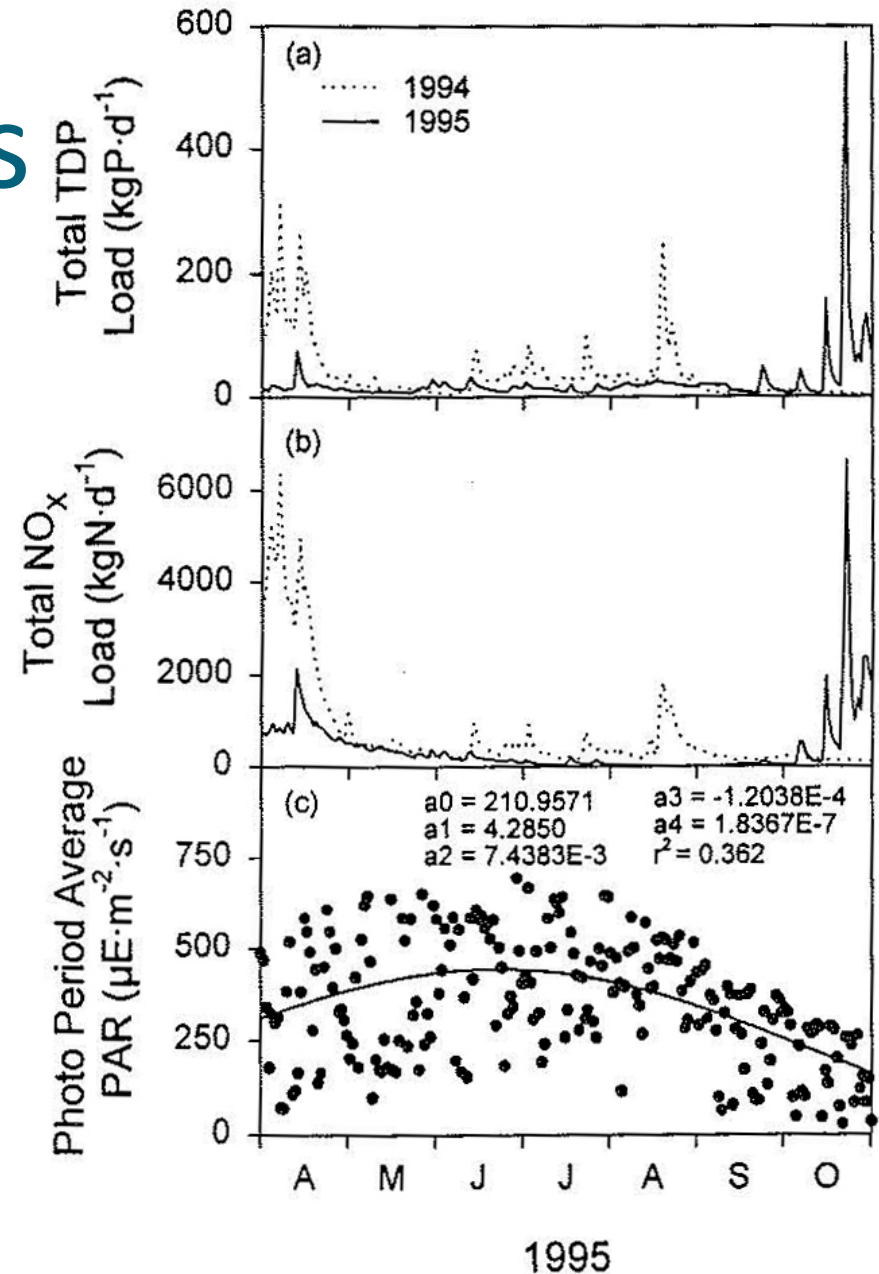 s
600
400
200
0
Total TDP
Load (kgP·d⁻¹)
(a)
1994
1995
6000
4000
2000
0
Total NOₓ
Load (kgN·d⁻¹)
(b)
750
500
250
0
Photo Period Average
PAR (µE·m⁻²·s⁻¹)
(c)
a0 = 210.9571
a1 = 4.2850
a2 = 7.4383E-3
a3 = -1.2038E-4
a4 = 1.8367E-7
r² = 0.362
A M J J A S O
1995